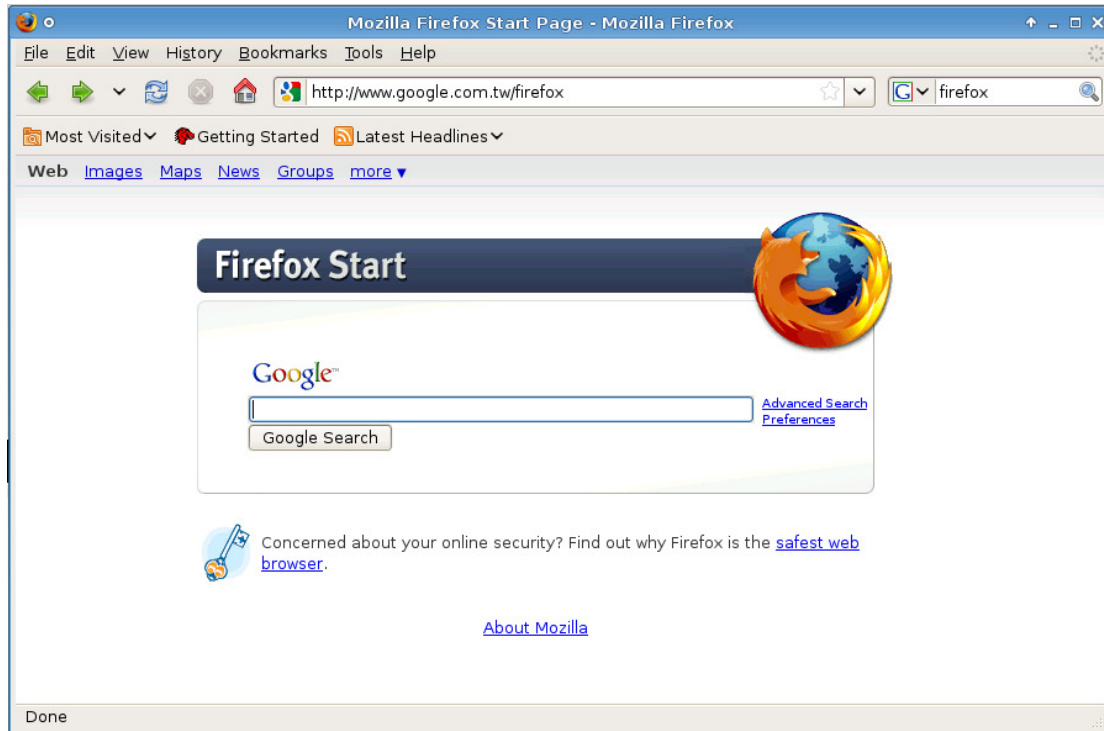 Mozilla Firefox Start Page - Mozilla Firefox
File Edit View History Bookmarks Tools Help
http://www.google.com.tw/firefox G firefox
Most Visited Getting Started Latest Headlines
Web Images Maps News Groups more ▼
Firefox Start
Google™
Advanced Search
Preferences
Google Search
Concerned about your online security? Find out why Firefox is the safest web
browser.
About Mozilla
Done